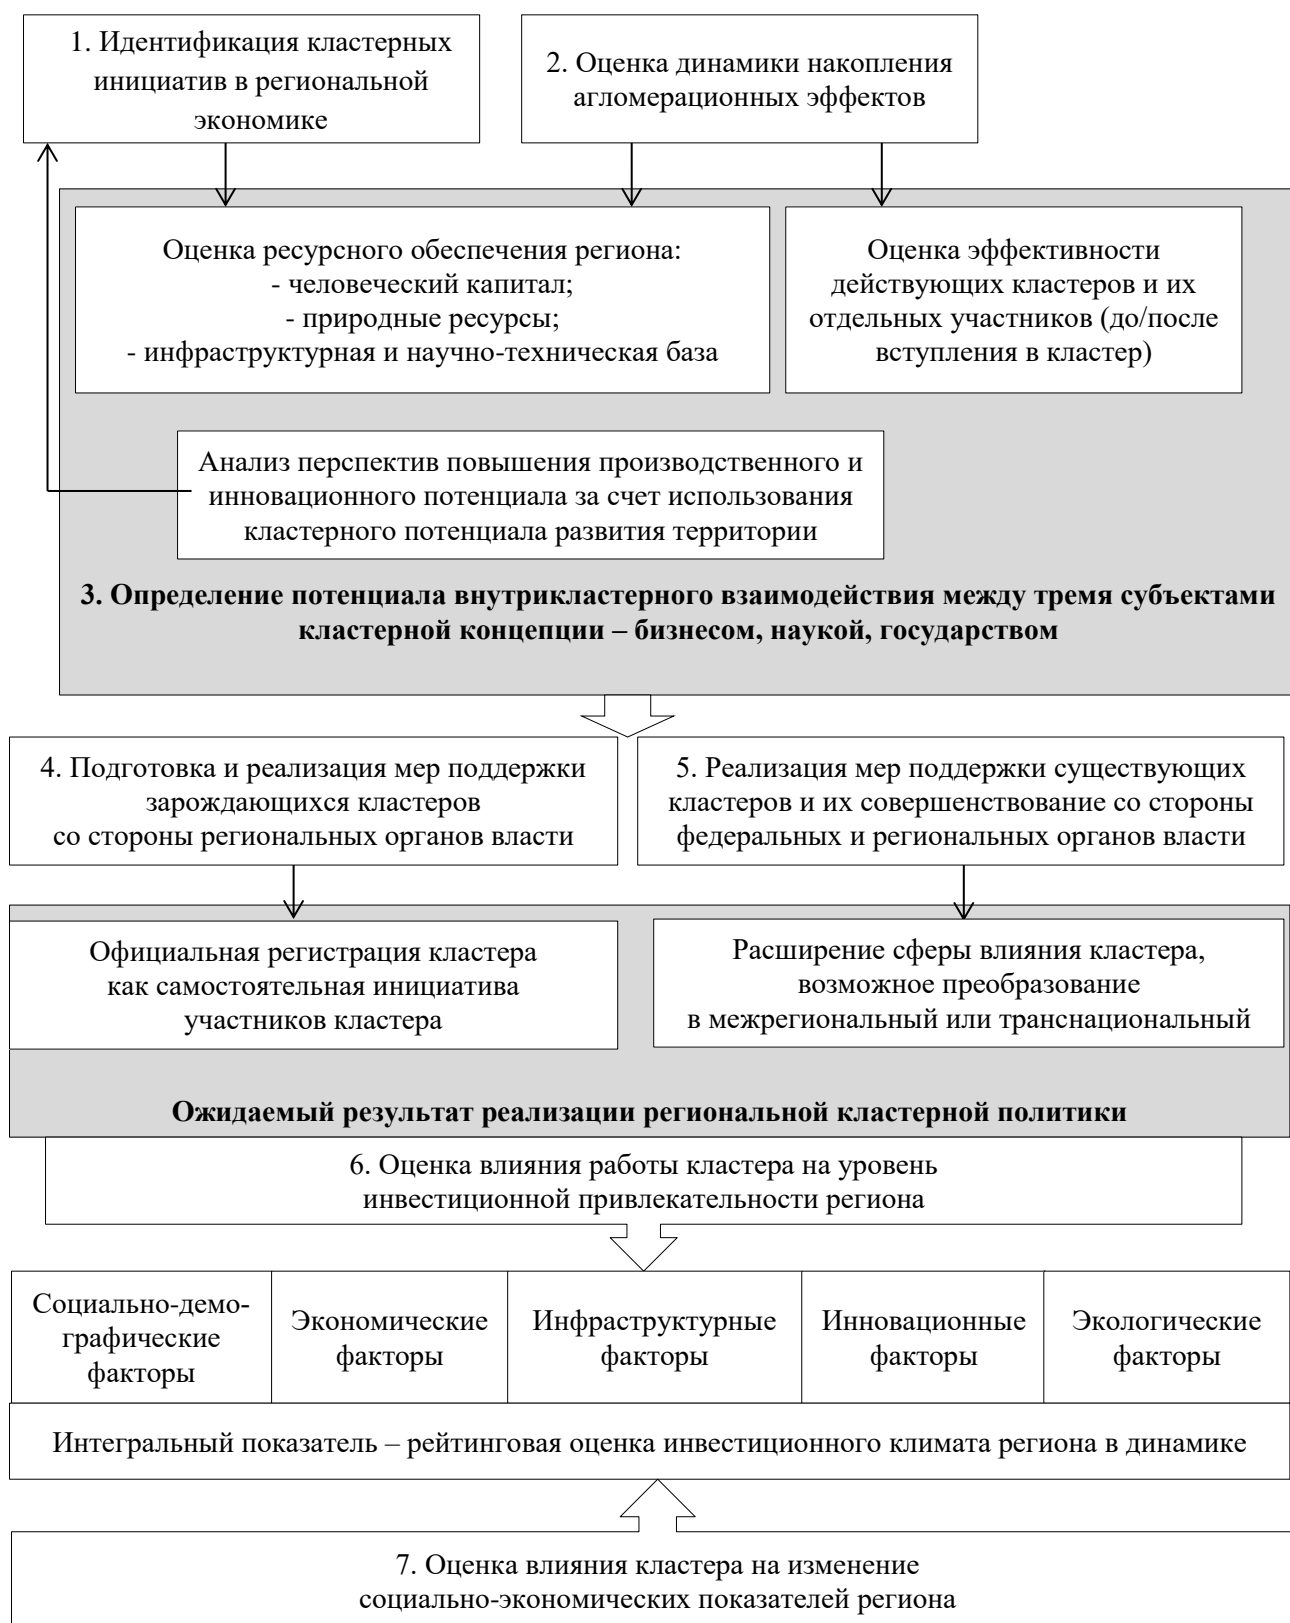 1. Идентификация кластерных
инициатив в региональной
экономике
2. Оценка динамики накопления
агломерационных эффектов
Оценка ресурсного обеспечения региона:
- человеческий капитал;
- природные ресурсы;
- инфраструктурная и научно-техническая база
Оценка эффективности
действующих кластеров и их
отдельных участников (до/после
вступления в кластер)
Анализ перспектив повышения производственного и
инновационного потенциала за счет использования
кластерного потенциала развития территории
3. Определение потенциала внутрикластерного взаимодействия между тремя субъектами
кластерной концепции – бизнесом, наукой, государством
4. Подготовка и реализация мер поддержки
зарождающихся кластеров
со стороны региональных органов власти
5. Реализация мер поддержки существующих
кластеров и их совершенствование со стороны
федеральных и региональных органов власти
Официальная регистрация кластера
как самостоятельная инициатива
участников кластера
Расширение сферы влияния кластера,
возможное преобразование
в межрегиональный или транснациональный
Ожидаемый результат реализации региональной кластерной политики
6. Оценка влияния работы кластера на уровень
инвестиционной привлекательности региона
Социально-демо-
графические
факторы
Экономические
факторы
Инфраструктурные
факторы
Инновационные
факторы
Экологические
факторы
Интегральный показатель – рейтинговая оценка инвестиционного климата региона в динамике
7. Оценка влияния кластера на изменение
социально-экономических показателей региона